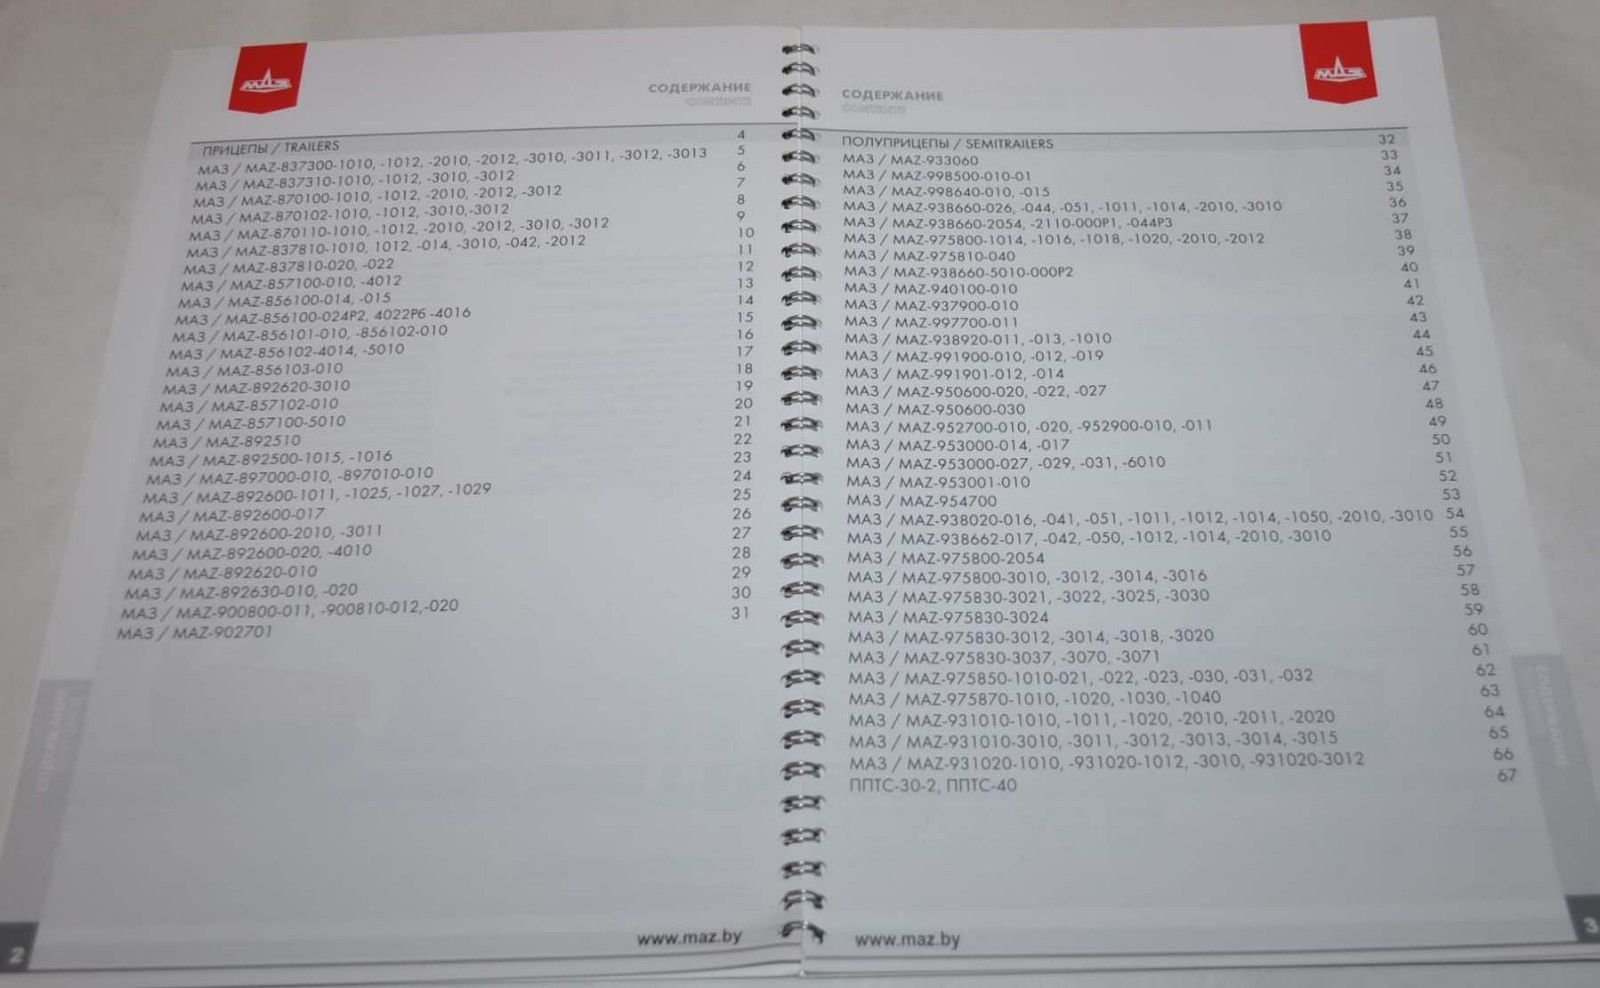 МАЗ
СОДЕРЖАНИЕ
CONTENTS
ПРИЦЕПЫ / TRAILERS 4
МАЗ / MAZ-837300-1010, -1012, -2010, -2012, -3010, -3011, -3012, -3013 5
МАЗ / MAZ-837310-1010, -1012, -3010, -3012 6
МАЗ / MAZ-870100-1010, -1012, -2010, -2012, -3012 7
МАЗ / MAZ-870102-1010, -1012, -3010,-3012 8
МАЗ / MAZ-870110-1010, -1012, -2010, -2012, -3010, -3012 9
МАЗ / MAZ-837810-1010, 1012, -014, -3010, -042, -2012 10
МАЗ / MAZ-837810-020, -022 11
МАЗ / MAZ-857100-010, -4012 12
МАЗ / MAZ-856100-014, -015 13
МАЗ / MAZ-856100-024P2, 4022P6 -4016 14
МАЗ / MAZ-856101-010, -856102-010 15
МАЗ / MAZ-856102-4014, -5010 16
МАЗ / MAZ-856103-010 17
МАЗ / MAZ-892620-3010 18
МАЗ / MAZ-857102-010 19
МАЗ / MAZ-857100-5010 20
МАЗ / MAZ-892510 21
МАЗ / MAZ-892500-1015, -1016 22
МАЗ / MAZ-897000-010, -897010-010 23
МАЗ / MAZ-892600-1011, -1025, -1027, -1029 24
МАЗ / MAZ-892600-017 25
МАЗ / MAZ-892600-2010, -3011 26
МАЗ / MAZ-892600-020, -4010 27
МАЗ / MAZ-892620-010 28
МАЗ / MAZ-892630-010, -020 29
МАЗ / MAZ-900800-011, -900810-012,-020 30
МАЗ / MAZ-902701 31
СОДЕРЖАНИЕ
www.maz.by
2
МАЗ
СОДЕРЖАНИЕ
CONTENTS
ПОЛУПРИЦЕПЫ / SEMITRAILERS 32
МАЗ / MAZ-933060 33
МАЗ / MAZ-998500-010-01 34
МАЗ / MAZ-998640-010, -015 35
МАЗ / MAZ-938660-026, -044, -051, -1011, -1014, -2010, -3010 36
МАЗ / MAZ-938660-2054, -2110-000P1, -044P3 37
МАЗ / MAZ-975800-1014, -1016, -1018, -1020, -2010, -2012 38
МАЗ / MAZ-975810-040 39
МАЗ / MAZ-938660-5010-000P2 40
МАЗ / MAZ-940100-010 41
МАЗ / MAZ-937900-010 42
МАЗ / MAZ-997700-011 43
МАЗ / MAZ-938920-011, -013, -1010 44
МАЗ / MAZ-991900-010, -012, -019 45
МАЗ / MAZ-991901-012, -014 46
МАЗ / MAZ-950600-020, -022, -027 47
МАЗ / MAZ-950600-030 48
МАЗ / MAZ-952700-010, -020, -952900-010, -011 49
МАЗ / MAZ-953000-014, -017 50
МАЗ / MAZ-953000-027, -029, -031, -6010 51
МАЗ / MAZ-953001-010 52
МАЗ / MAZ-954700 53
МАЗ / MAZ-938020-016, -041, -051, -1011, -1012, -1014, -1050, -2010, -3010 54
МАЗ / MAZ-938662-017, -042, -050, -1012, -1014, -2010, -3010 55
МАЗ / MAZ-975800-2054 56
МАЗ / MAZ-975800-3010, -3012, -3014, -3016 57
МАЗ / MAZ-975830-3021, -3022, -3025, -3030 58
МАЗ / MAZ-975830-3024 59
МАЗ / MAZ-975830-3012, -3014, -3018, -3020 60
МАЗ / MAZ-975830-3037, -3070, -3071 61
МАЗ / MAZ-975850-1010-021, -022, -023, -030, -031, -032 62
МАЗ / MAZ-975870-1010, -1020, -1030, -1040 63
МАЗ / MAZ-931010-1010, -1011, -1020, -2010, -2011, -2020 64
МАЗ / MAZ-931010-3010, -3011, -3012, -3013, -3014, -3015 65
МАЗ / MAZ-931020-1010, -931020-1012, -3010, -931020-3012 66
ППТС-30-2, ППТС-40 67
СОДЕРЖАНИЕ
www.maz.by
3